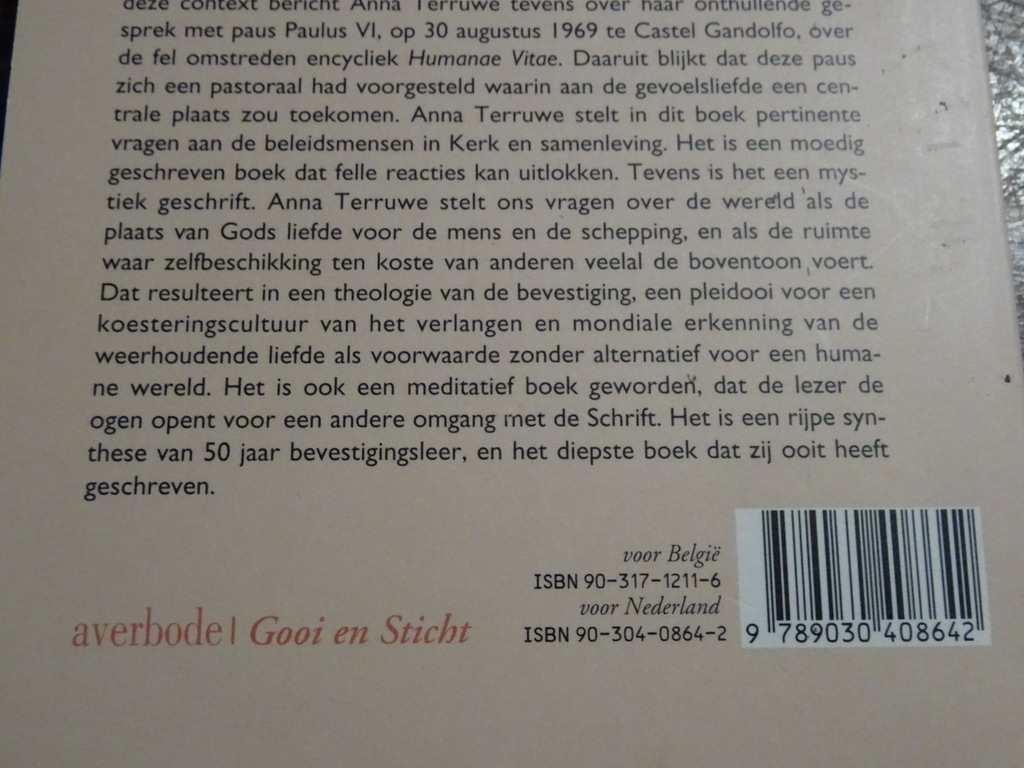 deze context bericht Anna Terruwe tevens over haar onthullende ge-
sprek met paus Paulus VI, op 30 augustus 1969 te Castel Gandolfo, over
de fel omstreden encycliek Humanae Vitae. Daaruit blijkt dat deze paus
zich een pastoraal had voorgesteld waarin aan de gevoelsliefde een cen-
trale plaats zou toekomen. Anna Terruwe stelt in dit boek pertinente
vragen aan de beleidsmensen in Kerk en samenleving. Het is een moedig
geschreven boek dat felle reacties kan uitlokken. Tevens is het een mys-
tiek geschrift. Anna Terruwe stelt ons vragen over de wereld als de
plaats van Gods liefde voor de mens en de schepping, en als de ruimte
waar zelfbeschikking ten koste van anderen veelal de boventoon voert.
Dat resulteert in een theologie van de bevestiging, een pleidooi voor een
koesteringscultuur van het verlangen en mondiale erkenning van de
weerhoudende liefde als voorwaarde zonder alternatief voor een huma-
ne wereld. Het is ook een meditatief boek geworden, dat de lezer de
ogen opent voor een andere omgang met de Schrift. Het is een rijpe syn-
these van 50 jaar bevestigingsleer, en het diepste boek dat zij ooit heeft
geschreven.
voor België
ISBN 90-317-1211-6
voor Nederland
ISBN 90-304-0864-2
averbode | Gooi en Sticht
9 789030 408642